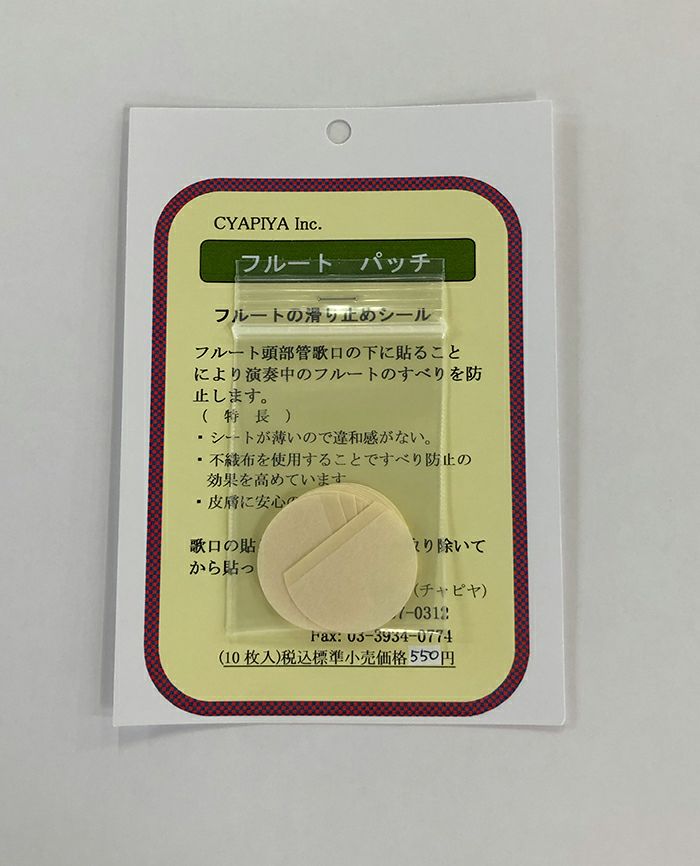 CYAPIYA Inc.
フルート　パッチ
フルートの滑り止めシール
フルート頭部管歌口の下に貼ること
により演奏中のフルートのすべりを防
止します。
（　特　長　）
・シートが薄いので違和感がない。
・不織布を使用することですべり防止の
効果を高めています
・皮膚に安心の
歌口の貼 り除いて
から貼っ
(チャピヤ)
7-0312
Fax: 03-3934-0774
(10枚入)税込標準小売価格550円